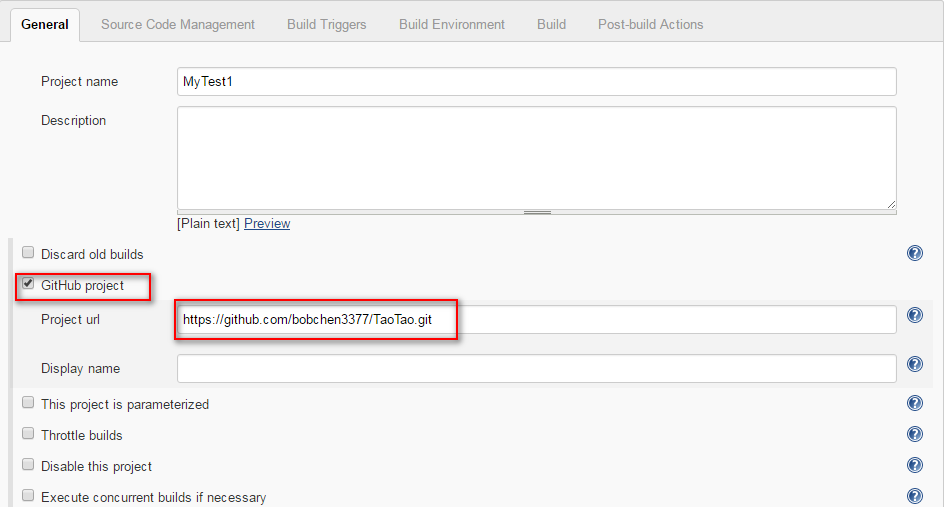 General Source Code Management Build Triggers Build Environment Build Post-build Actions
Project name MyTest1
Description
[Plain text] Preview
Discard old builds
GitHub project
Project url https://github.com/bobchen3377/TaoTao.git
Display name
This project is parameterized
Throttle builds
Disable this project
Execute concurrent builds if necessary